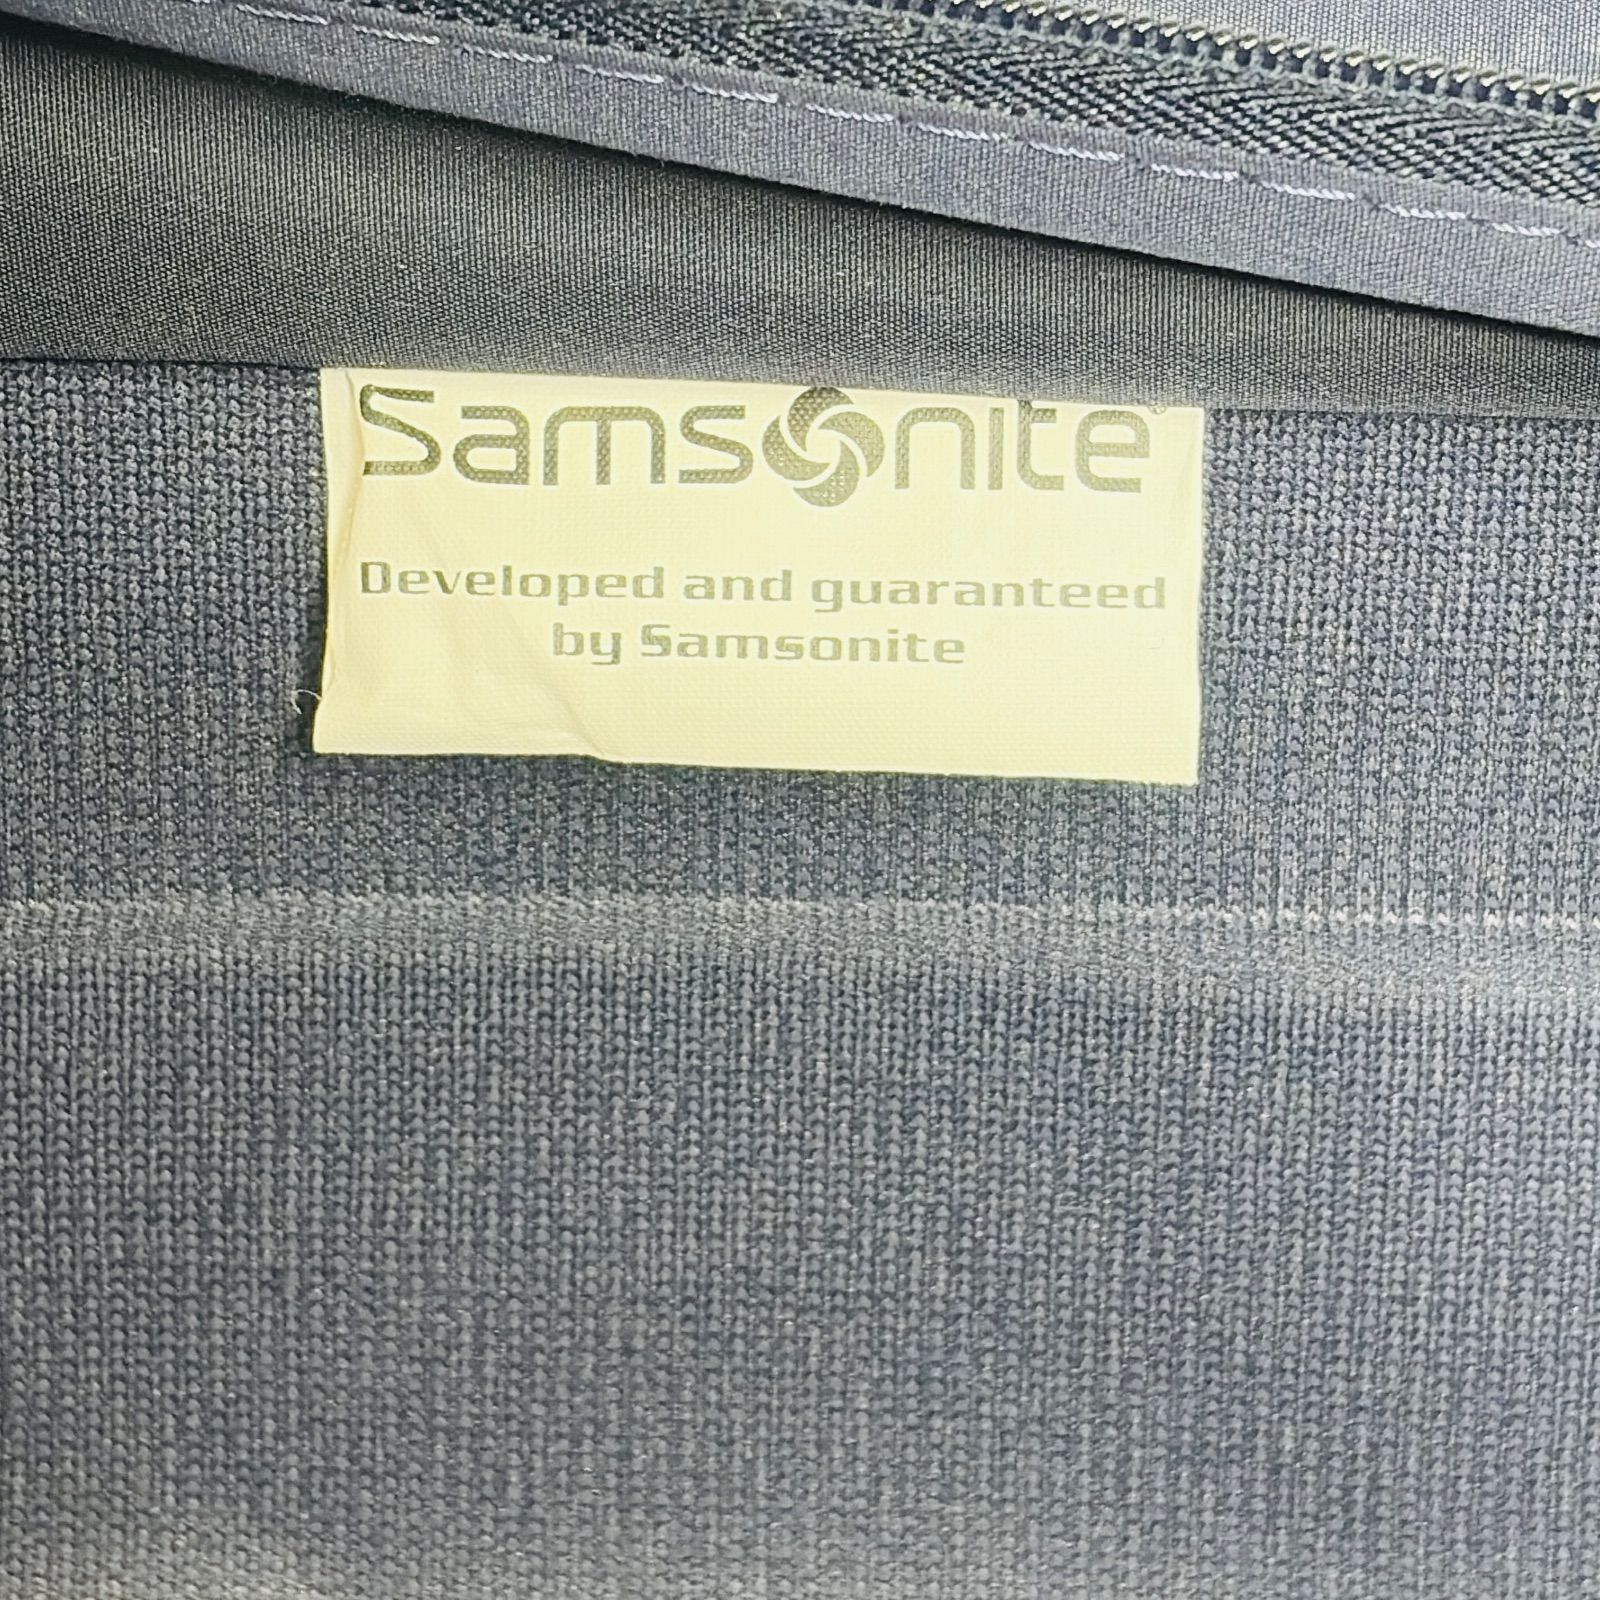 Samsonite®
Developed and guaranteed
by Samsonite